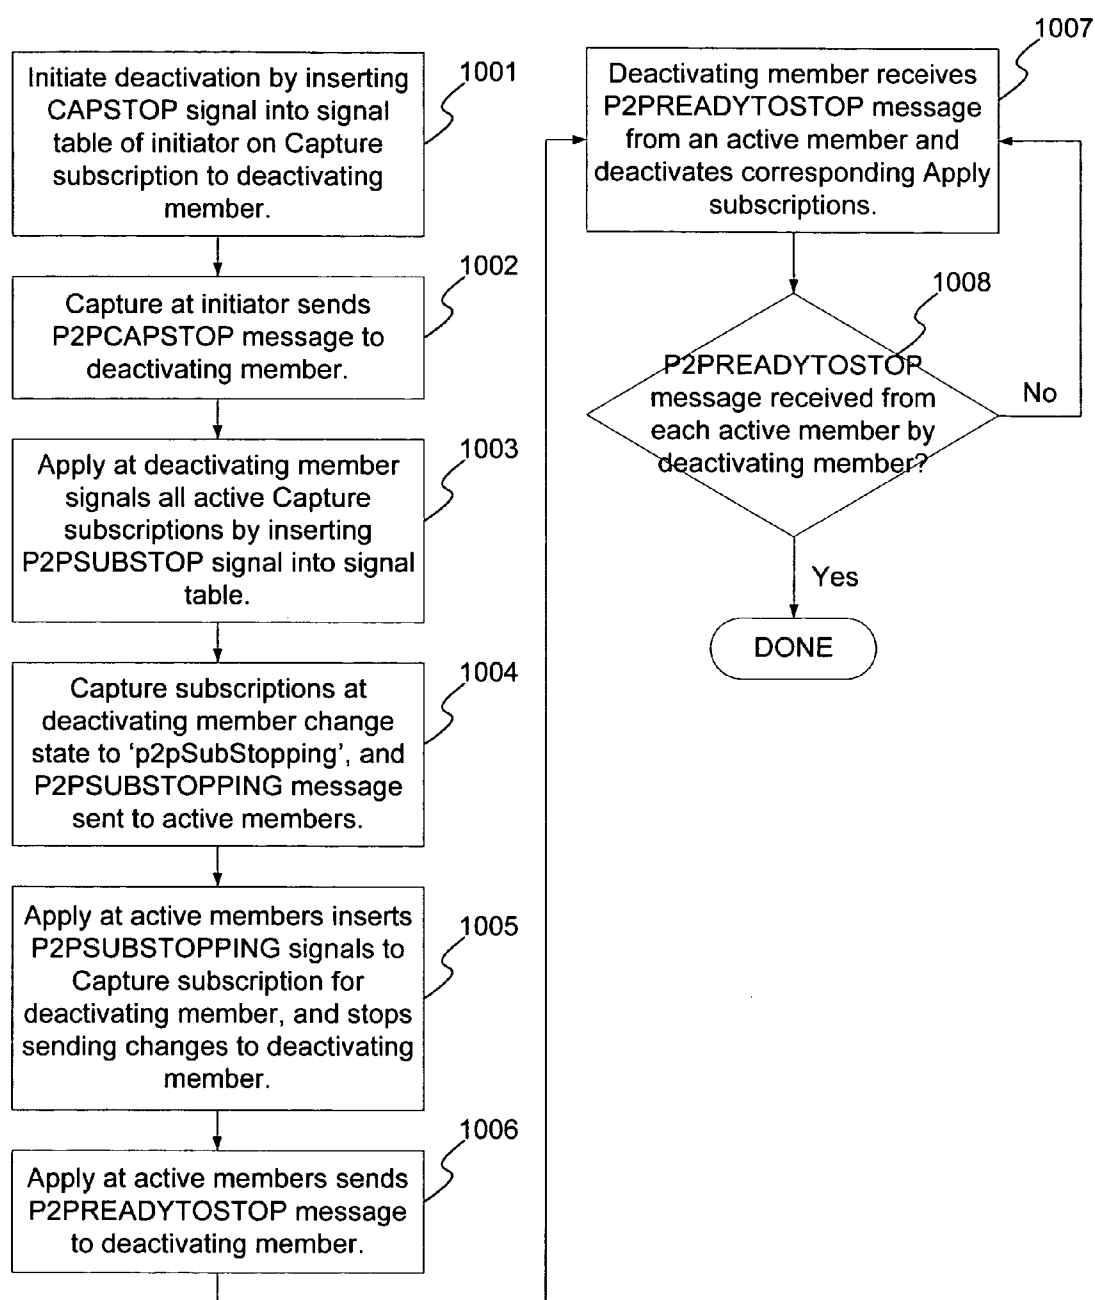 Initiate deactivation by inserting
CAPSTOP signal into signal
table of initiator on Capture
subscription to deactivating
member.
1001
Capture at initiator sends
P2PCAPSTOP message to
deactivating member.
1002
Apply at deactivating member
signals all active Capture
subscriptions by inserting
P2PSUBSTOP signal into signal
table.
1003
Capture subscriptions at
deactivating member change
state to ‘p2pSubStopping’, and
P2PSUBSTOPPING message
sent to active members.
1004
Apply at active members inserts
P2PSUBSTOPPING signals to
Capture subscription for
deactivating member, and stops
sending changes to deactivating
member.
1005
Apply at active members sends
P2PREADYTOSTOP message
to deactivating member.
1006
Deactivating member receives
P2PREADYTOSTOP message
from an active member and
deactivates corresponding Apply
subscriptions.
1007
P2PREADYTOSTOP
message received from
each active member by
deactivating member?
1008
No
Yes
DONE